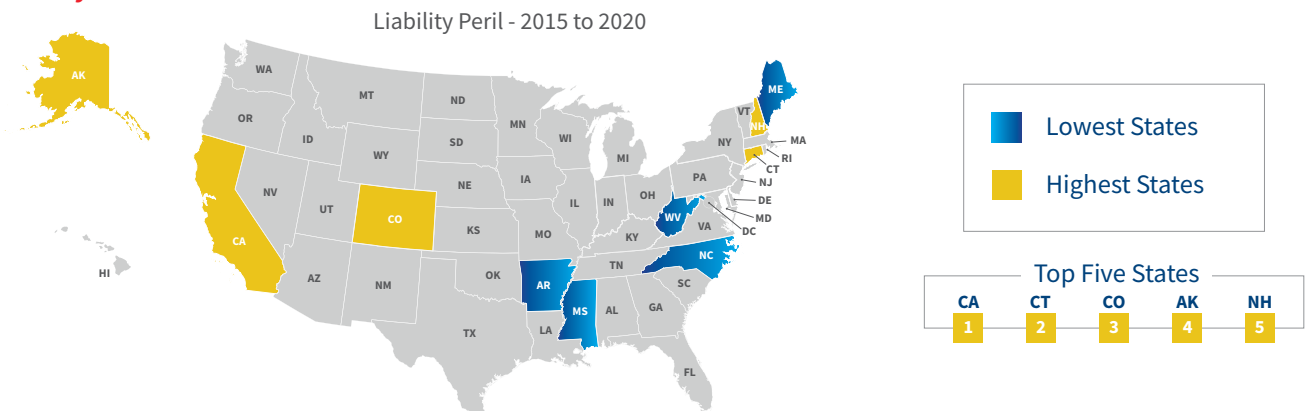 Liability Peril - 2015 to 2020
AK
WA
MT
ND
MN
ME
VT
NH
OR
ID
WY
SD
WI
MI
NY
MA
RI
CT
NV
UT
CO
NE
IA
IL
IN
OH
PA
NJ
DE
MD
DC
CA
KS
MO
KY
WV
VA
HI
AZ
NM
OK
AR
TN
NC
SC
TX
LA
MS
AL
GA
FL
Lowest States
Highest States
Top Five States
CA CT CO AK NH
1 2 3 4 5